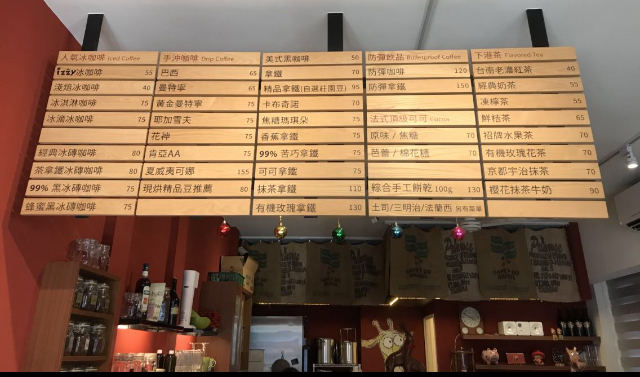 人氣冰咖啡 Iced Coffee
izzy冰咖啡 55
淺焙冰咖啡 40
冰淇淋咖啡 75
冰滴冰咖啡 75
經典冰磚咖啡 80
茶拿鐵冰磚咖啡 80
99% 黑冰磚咖啡 75
蜂蜜黑冰磚咖啡 75
手沖咖啡 Drip Coffee
巴西 65
曼特寧 65
黃金曼特寧 75
耶加雪夫 75
花神 75
肯亞AA 75
夏威夷可娜 155
現烘精品豆推薦 80
美式黑咖啡 50
拿鐵 70
精品拿鐵(自選莊園豆) 95
卡布奇諾 70
焦糖瑪琪朵 75
香蕉拿鐵 75
99% 苦巧拿鐵 75
可可拿鐵 75
抹茶拿鐵 110
有機玫瑰拿鐵 130
防彈飲品 Bulletproof Coffee
防彈咖啡 120
防彈拿鐵 150
法式頂級可可 Cocoa
原味 / 焦糖 70
芭蕾 / 棉花糖 70
綜合手工餅乾 100g 130
土司/三明治/法蘭西 另有菜單
下港茶 Flavored Tea
台南老濃紅茶 40
經典奶茶 55
凍檸茶 55
鮮桔茶 65
招牌水果茶 70
有機玫瑰花茶 70
京都宇治抹茶 70
櫻花抹茶牛奶 90